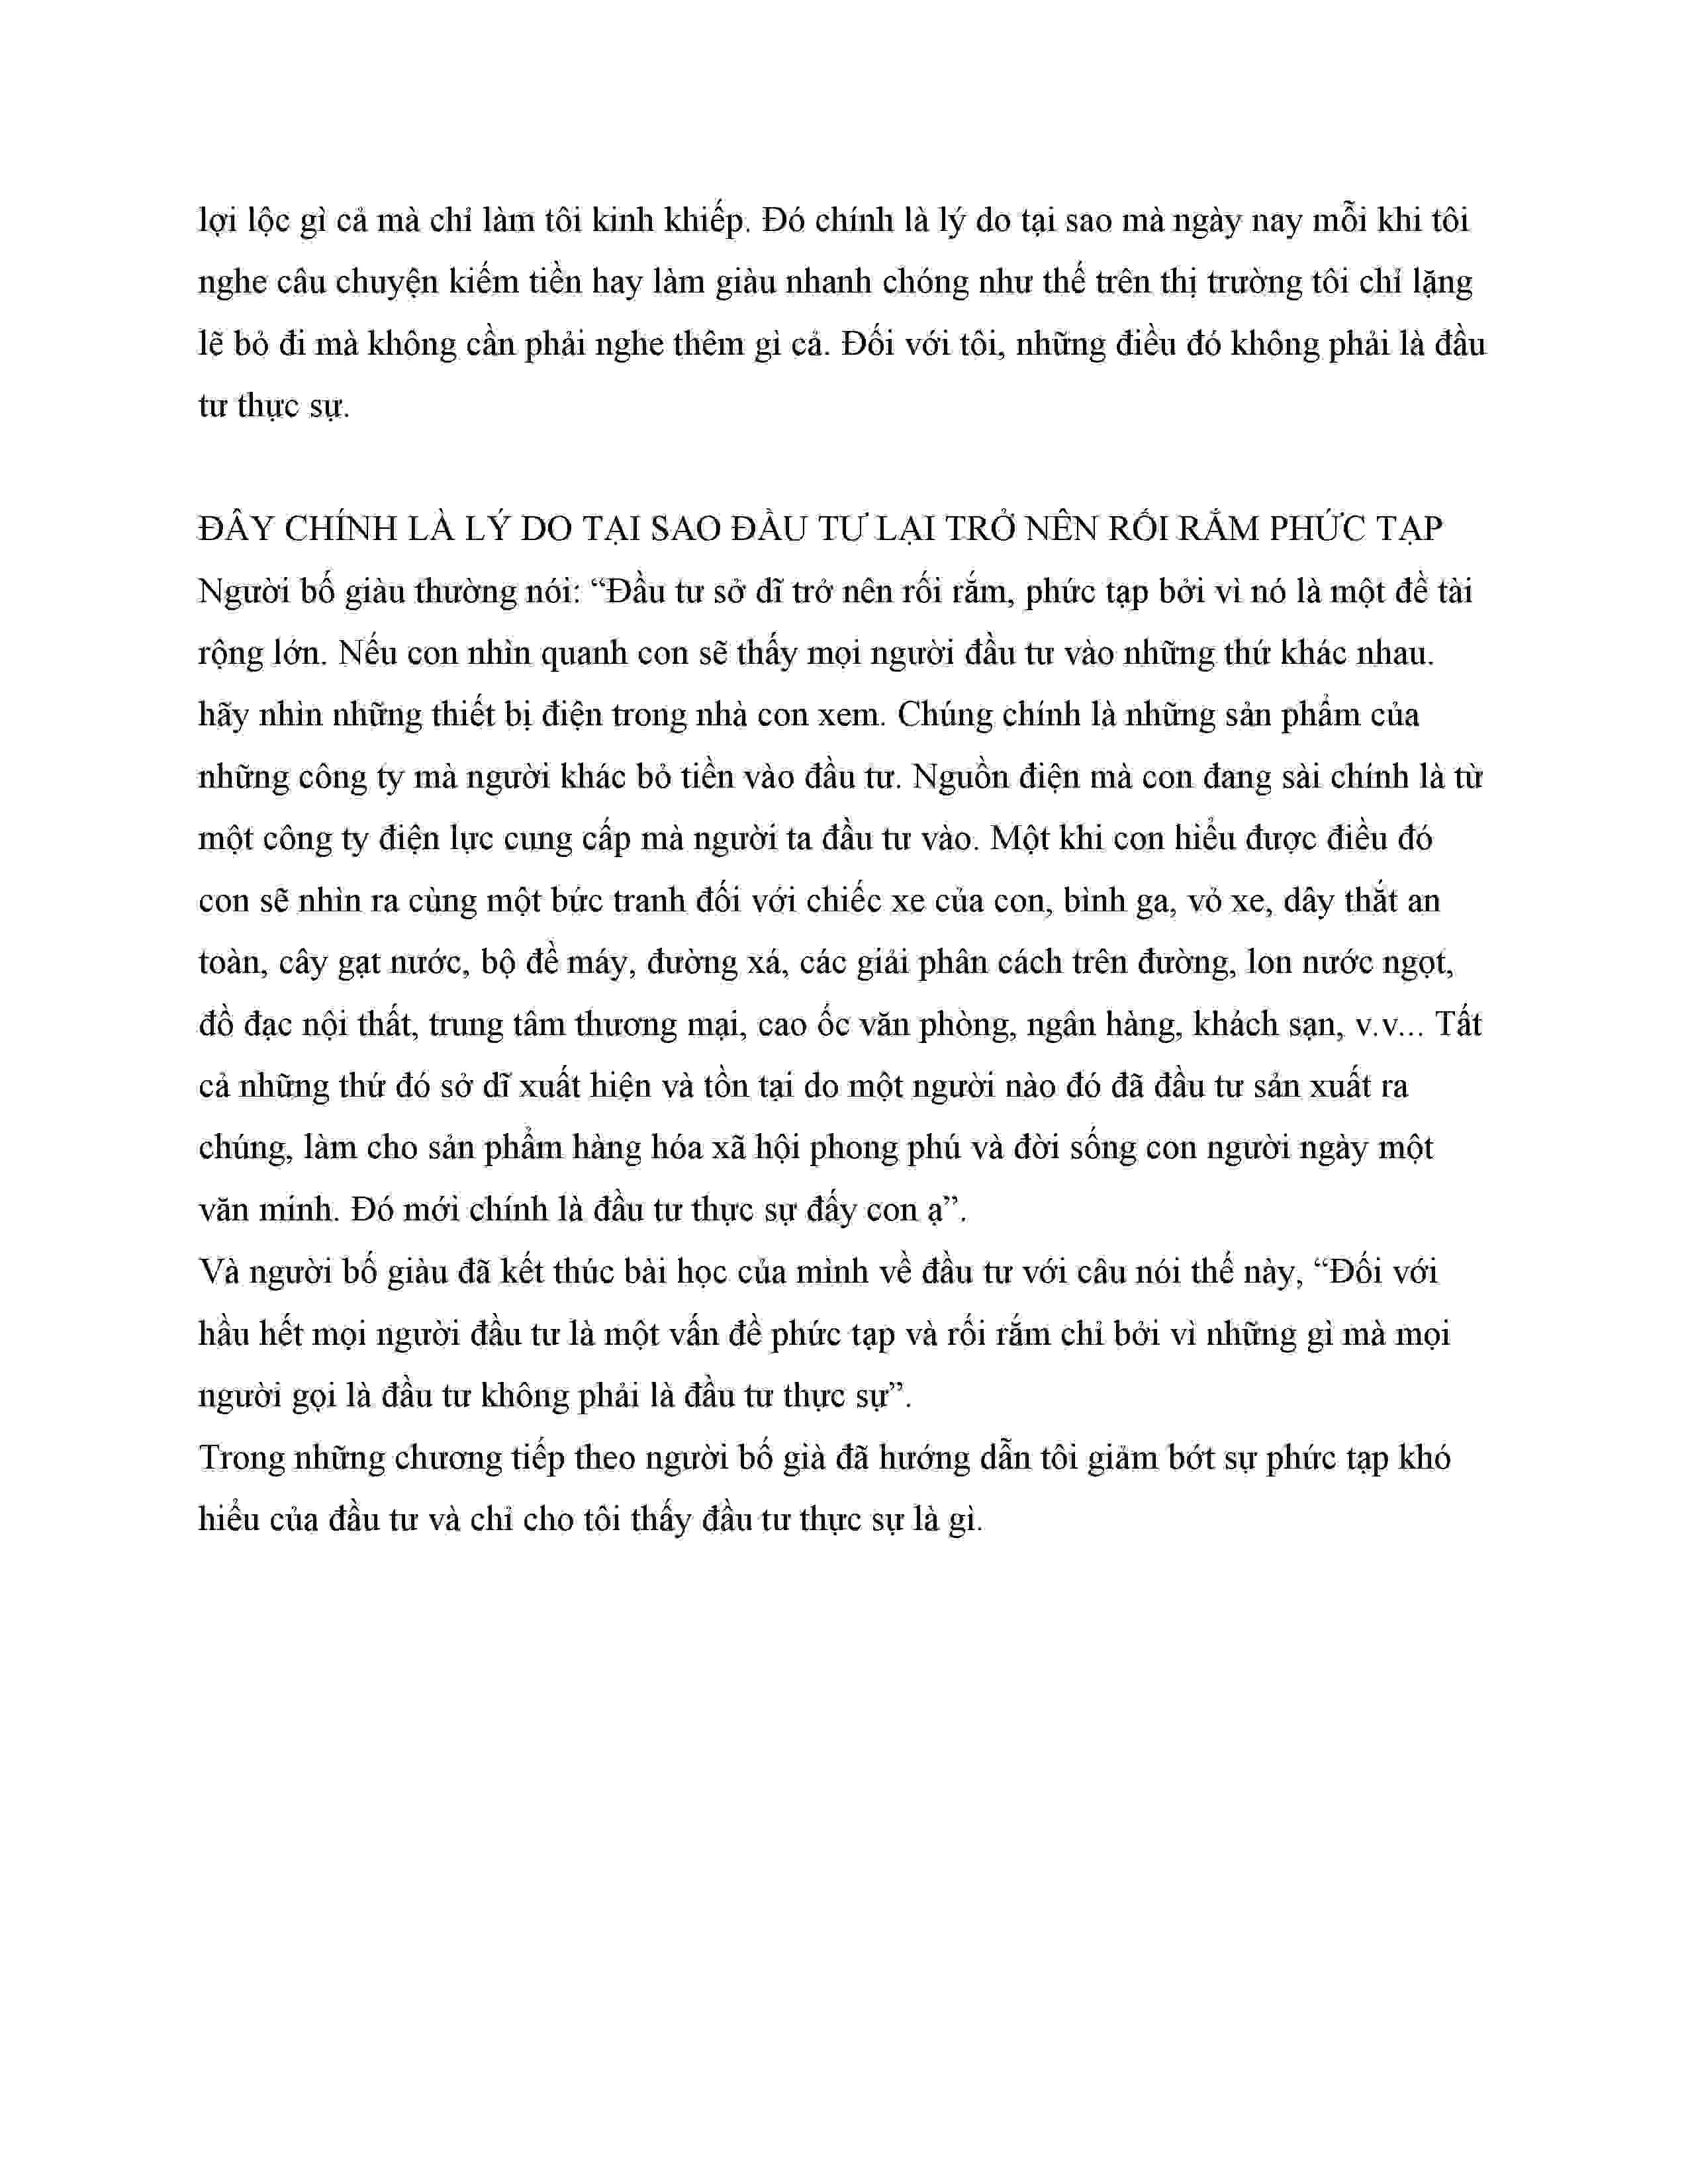 lợi lộc gì cả mà chỉ làm tôi kinh khiếp. Đó chính là lý do tại sao mà ngày nay mỗi khi tôi
nghe câu chuyện kiếm tiền hay làm giàu nhanh chóng như thế trên thị trường tôi chỉ lặng
lẽ bỏ đi mà không cần phải nghe thêm gì cả. Đối với tôi, những điều đó không phải là đầu
tư thực sự.
ĐÂY CHÍNH LÀ LÝ DO TẠI SAO ĐẦU TƯ LẠI TRỞ NÊN RỐI RẮM PHỨC TẠP
Người bố giàu thường nói: “Đầu tư sở dĩ trở nên rối rắm, phức tạp bởi vì nó là một đề tài
rộng lớn. Nếu con nhìn quanh con sẽ thấy mọi người đầu tư vào những thứ khác nhau.
hãy nhìn những thiết bị điện trong nhà con xem. Chúng chính là những sản phẩm của
những công ty mà người khác bỏ tiền vào đầu tư. Nguồn điện mà con đang sài chính là từ
một công ty điện lực cung cấp mà người ta đầu tư vào. Một khi con hiểu được điều đó
con sẽ nhìn ra cùng một bức tranh đối với chiếc xe của con, bình ga, vỏ xe, dây thắt an
toàn, cây gạt nước, bộ đề máy, đường xá, các giải phân cách trên đường, lon nước ngọt,
đồ đạc nội thất, trung tâm thương mại, cao ốc văn phòng, ngân hàng, khách sạn, v.v... Tất
cả những thứ đó sở dĩ xuất hiện và tồn tại do một người nào đó đã đầu tư sản xuất ra
chúng, làm cho sản phẩm hàng hóa xã hội phong phú và đời sống con người ngày một
văn minh. Đó mới chính là đầu tư thực sự đấy con ạ”.
Và người bố giàu đã kết thúc bài học của mình về đầu tư với câu nói thế này, “Đối với
hầu hết mọi người đầu tư là một vấn đề phức tạp và rối rắm chỉ bởi vì những gì mà mọi
người gọi là đầu tư không phải là đầu tư thực sự”.
Trong những chương tiếp theo người bố già đã hướng dẫn tôi giảm bớt sự phức tạp khó
hiểu của đầu tư và chỉ cho tôi thấy đầu tư thực sự là gì.